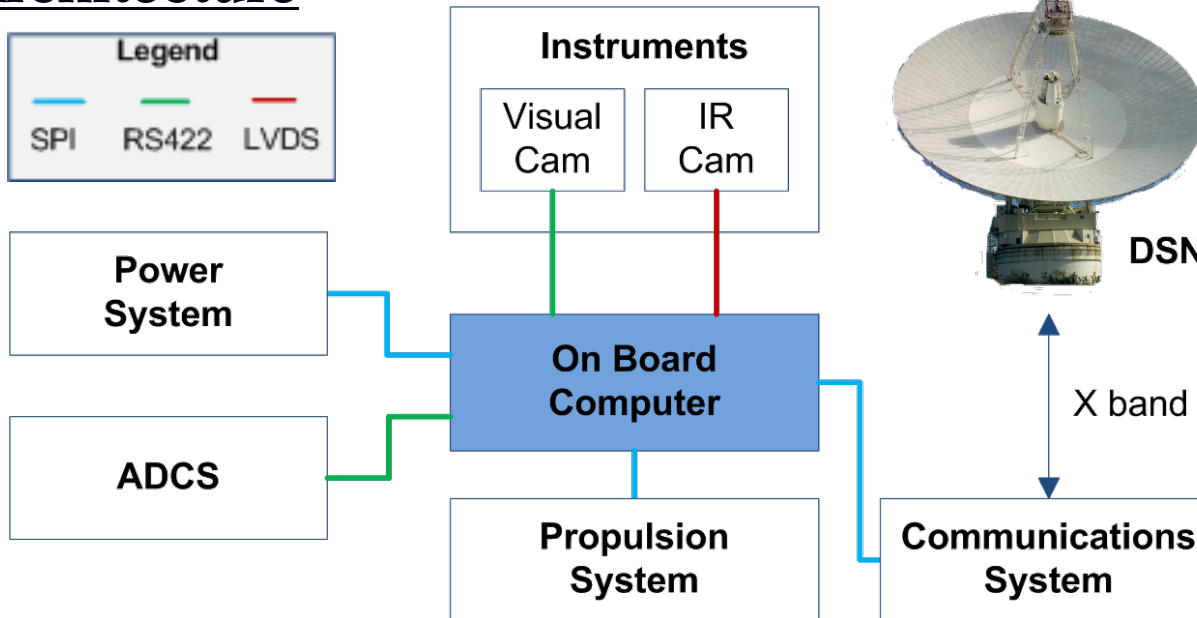 Legend
SPI RS422 LVDS
Instruments
Visual
Cam
IR
Cam
DSN
Power
System
On Board
Computer
X band
ADCS
Propulsion
System
Communications
System